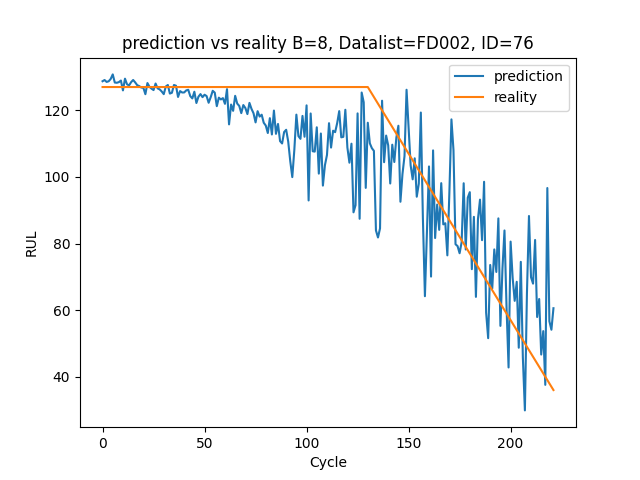 prediction vs reality B=8, Datalist=FD002, ID=76
prediction
reality
RUL
120
100
80
60
40
0
50
100
150
200
Cycle